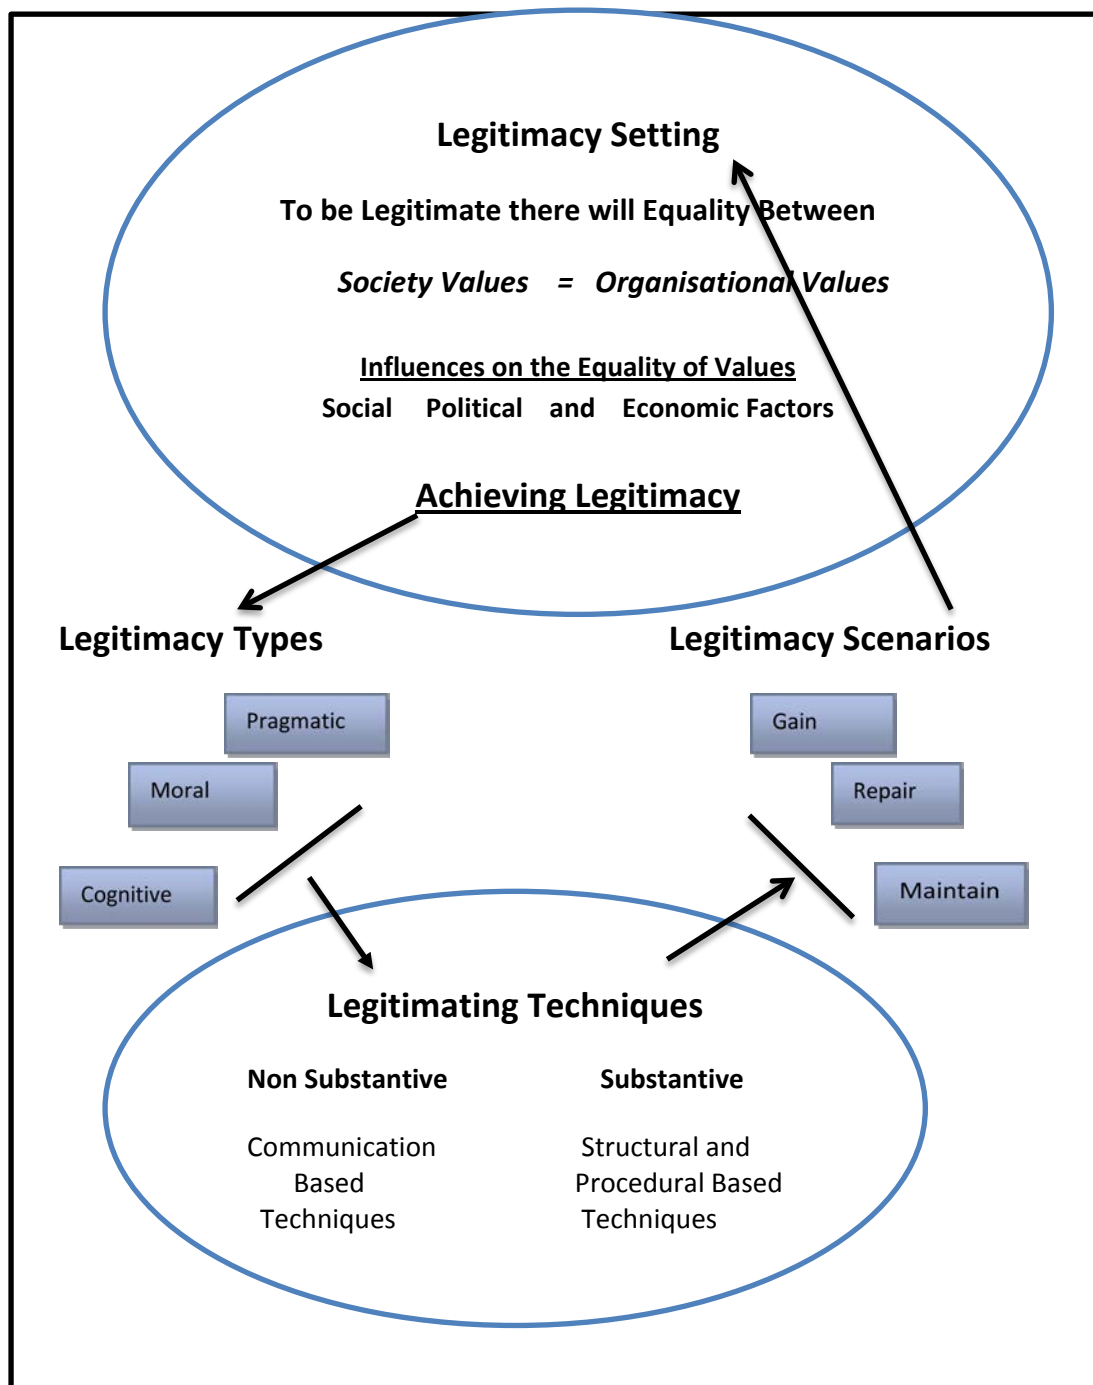 Legitimacy Setting
To be Legitimate there will Equality Between
Society Values = Organisational Values
Influences on the Equality of Values
Social Political and Economic Factors
Achieving Legitimacy
Legitimacy Types
Legitimacy Scenarios
Pragmatic
Moral
Cognitive
Gain
Repair
Maintain
Legitimating Techniques
Non Substantive
Substantive
Communication
Based
Techniques
Structural and
Procedural Based
Techniques